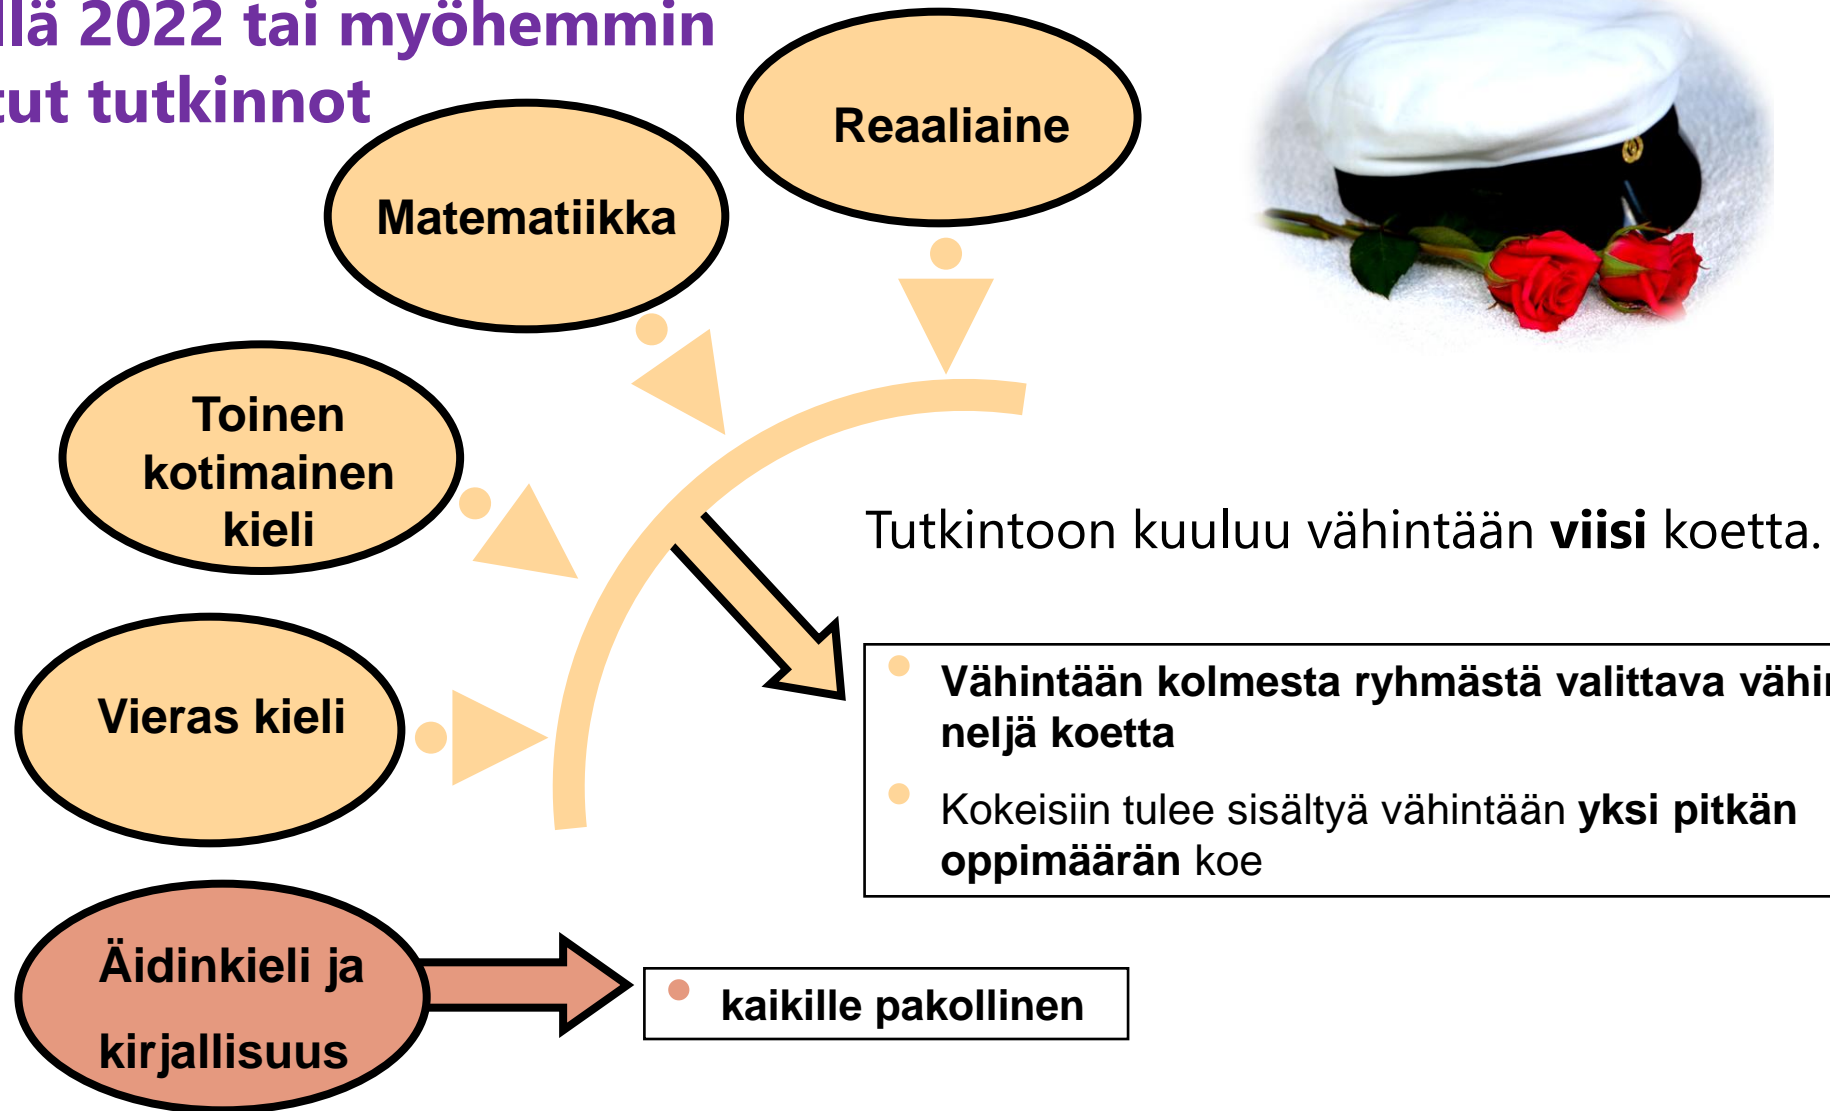 llä 2022 tai myöhemmin
tut tutkinnot
Reaaliaine
Matematiikka
Toinen
kotimainen
kieli
Tutkintoon kuuluu vähintään viisi koetta.
Vieras kieli
• Vähintään kolmesta ryhmästä valittava
neljä koetta
• Kokeisiin tulee sisältyä vähintään yksi pitkän
oppimäärän koe
Äidinkieli ja
kirjallisuus
• kaikille pakollinen